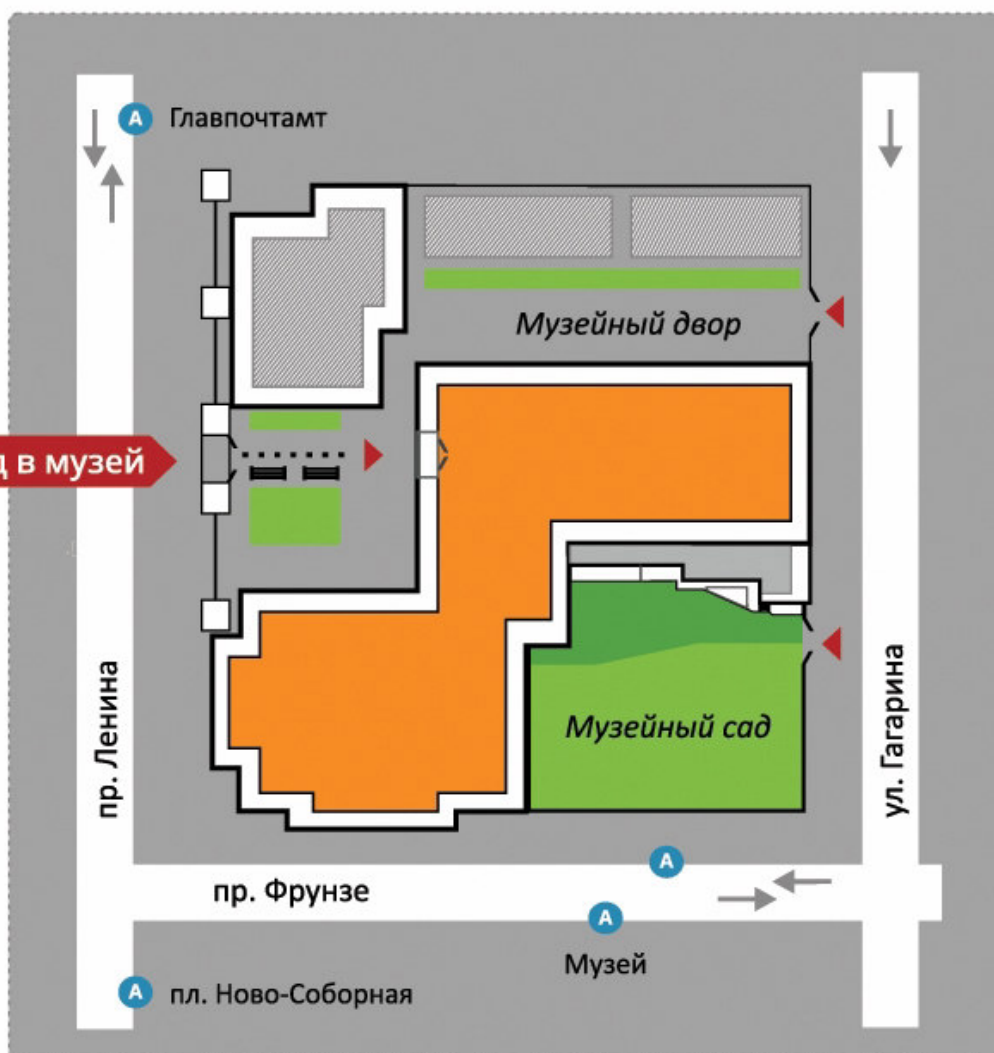 А Главпочтамт
Музейный двор
д в музей
пр. Ленина
Музейный сад
ул. Гагарина
А
пр. Фрунзе
А
Музей
А пл. Ново-Соборная